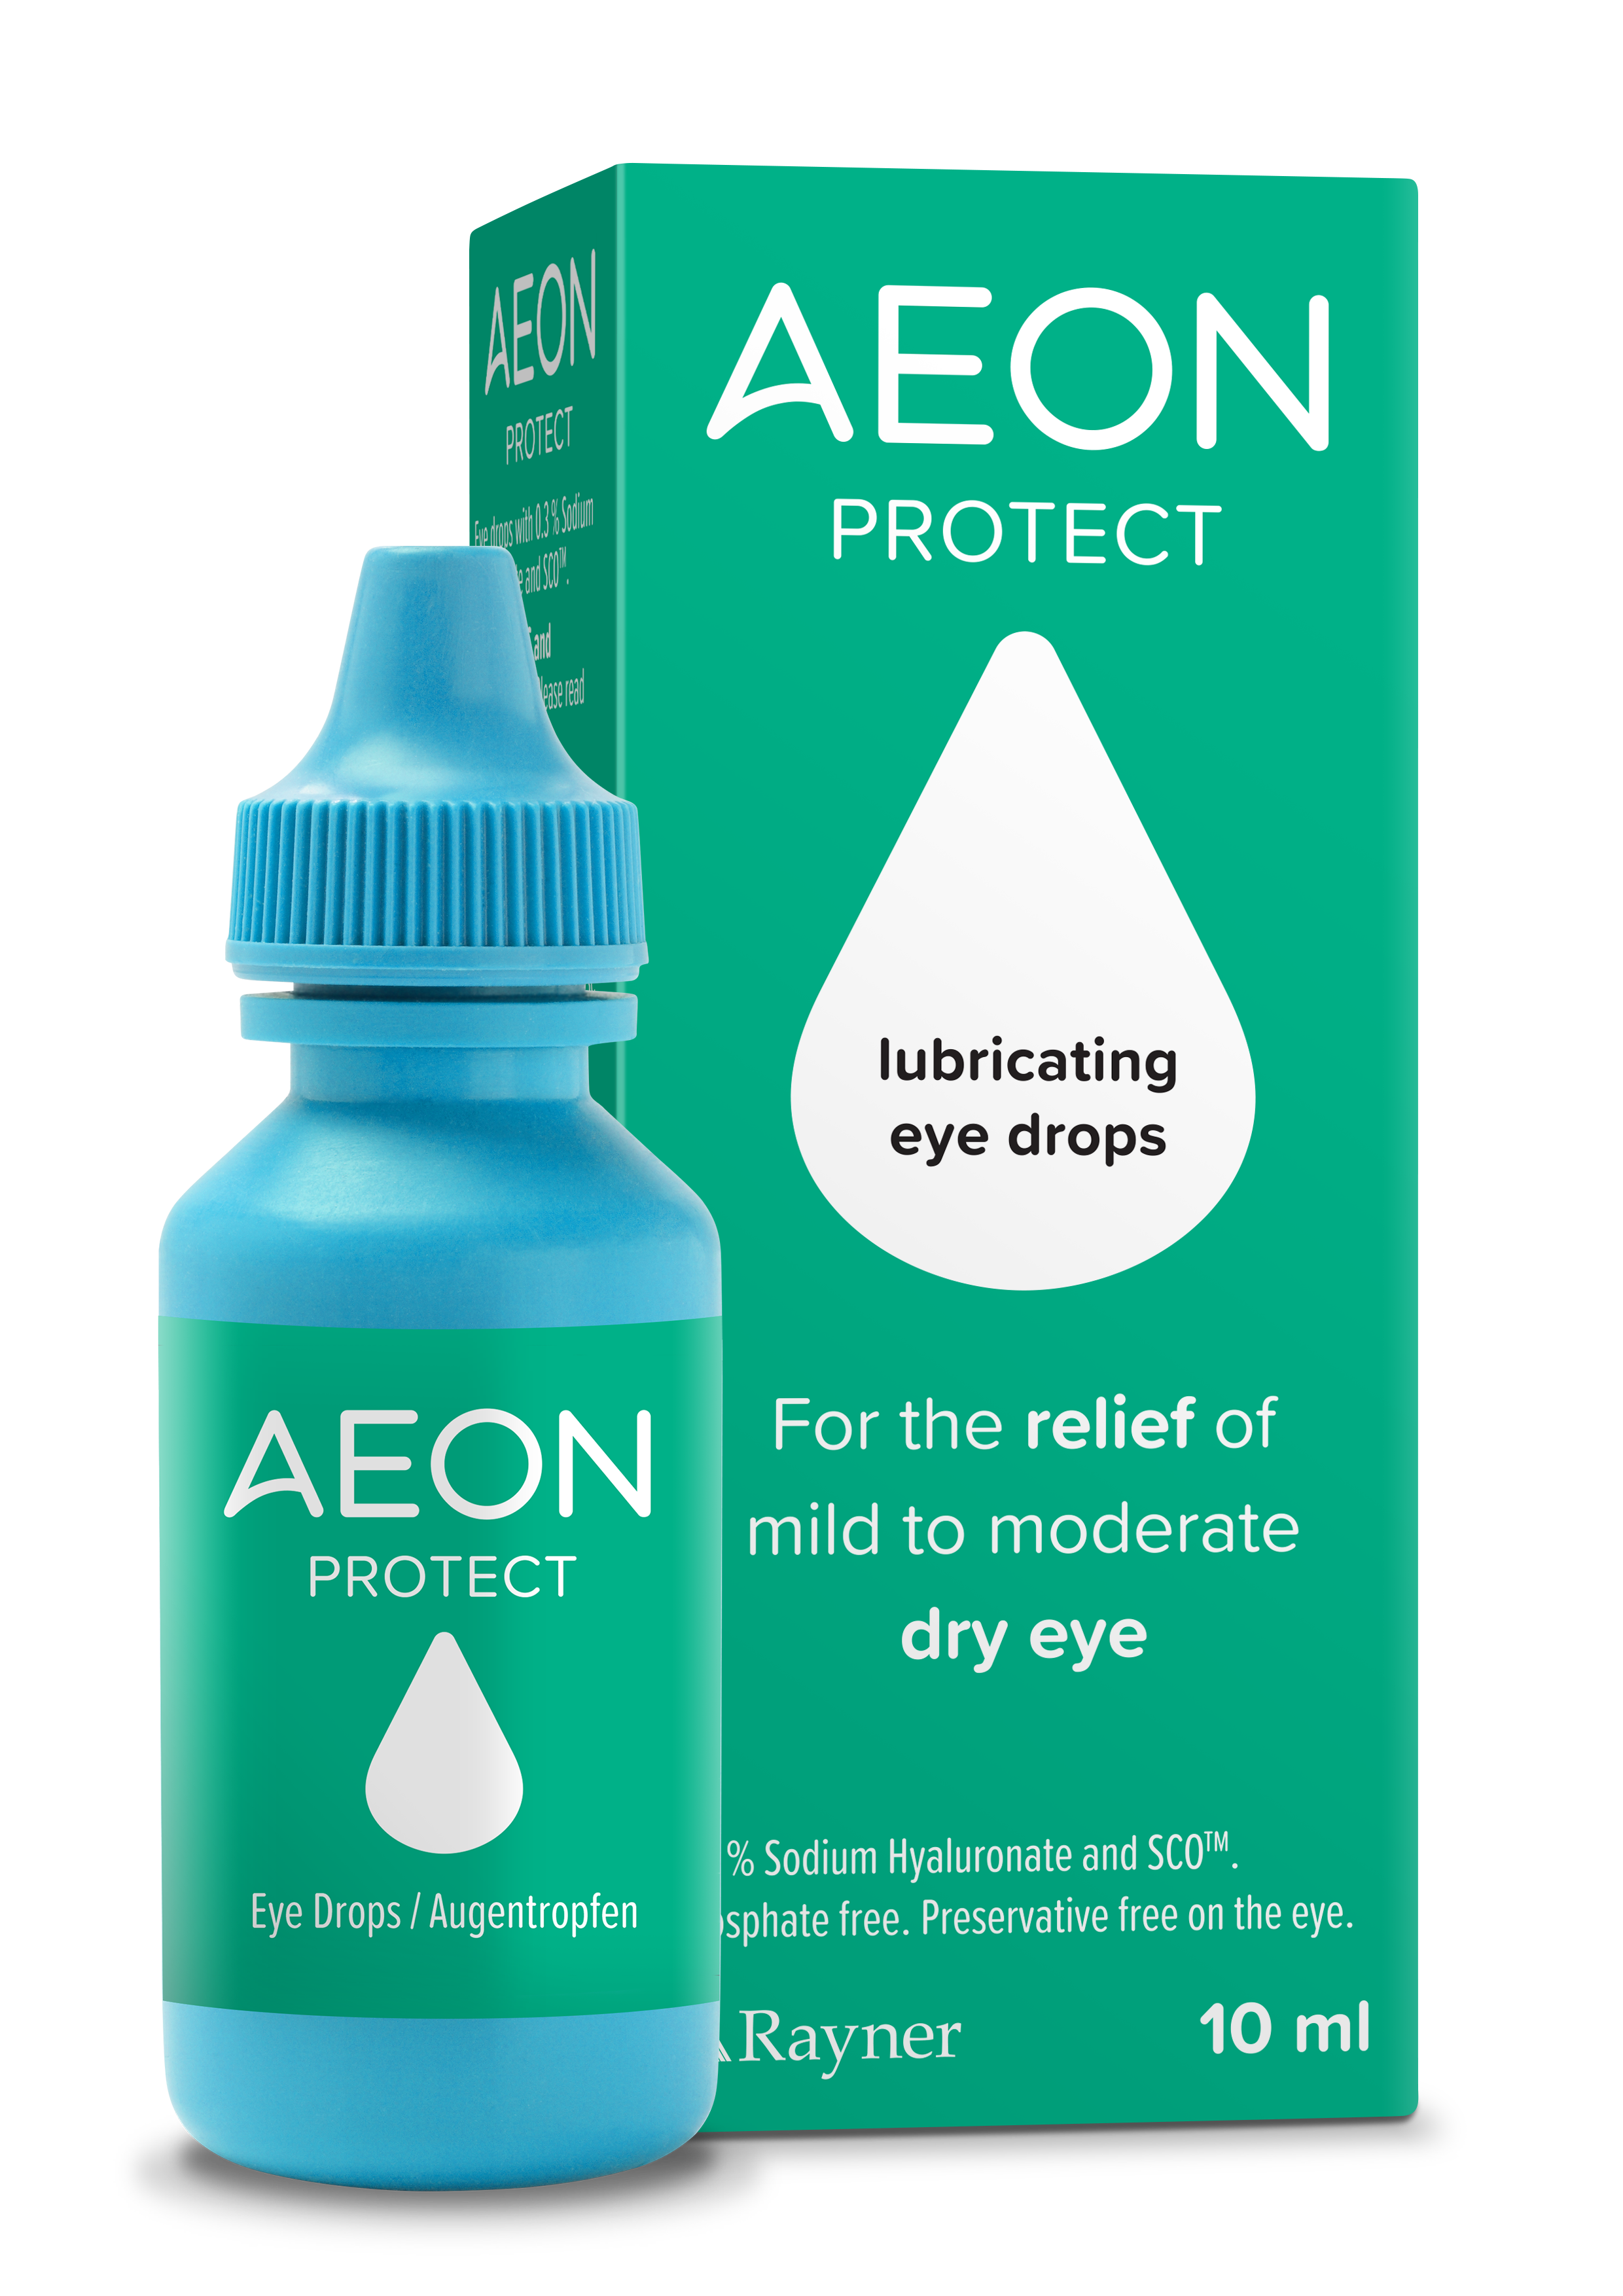 AEON
PROTECT
Eye drops with 0.3 % Sodium
and SCO™.
and
read
AEON
PROTECT
lubricating
eye drops
For the relief of
mild to moderate
dry eye
% Sodium Hyaluronate and SCO™.
free. Preservative free on the eye.
Rayner
10 ml
AEON
PROTECT
Eye Drops / Augentropfen